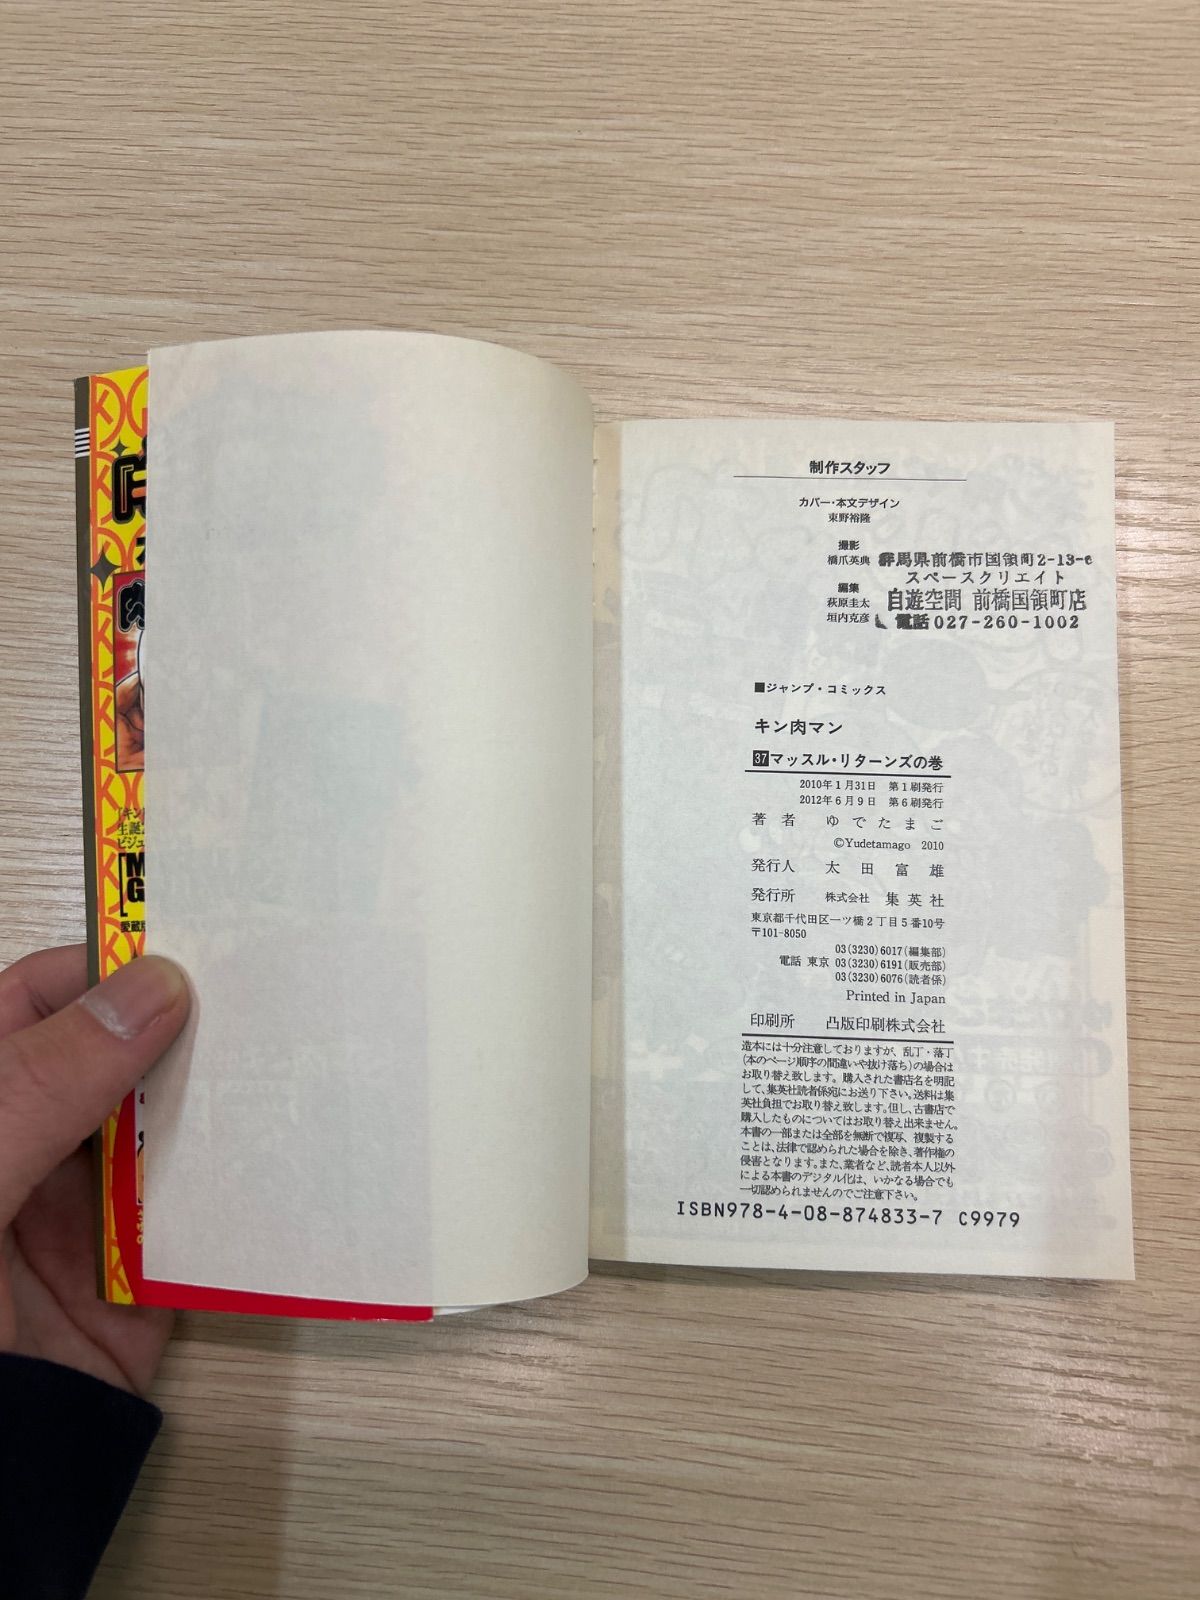 制作スタッフ
カバー・本文デザイン
東野裕隆
撮影
橋爪英典
編集
萩原圭太
垣内克彦
群馬県前橋市国領町2-13-
スペースクリエイト
自遊空間 前橋国領町店
電話027-260-1002
■ジャンプ・コミックス
キン肉マン
37マッスル・リターンズの巻
2010年1月31日 第1刷発行
2012年6月9日 第6刷発行
著者 ゆでたまご
©Yudetamago 2010
発行人 太田富雄
発行所 株式会社 集英社
東京都千代田区一ツ橋2丁目5番10号
〒101-8050
03(3230)6017(編集部)
電話 東京 03(3230)6191(販売部)
03(3230)6076(読者係)
Printed in Japan
印刷所 凸版印刷株式会社
造本には十分注意しておりますが、乱丁・落丁
(本のページ順序の間違いや抜け落ち)の場合は
お取り替え致します。購入された書店名を明記
して、集英社読者係宛にお送り下さい。送料は集
英社負担でお取り替え致します。但し、古書店で
購入したものについてはお取り替え出来ません。
本書の一部または全部を無断で複写、複製する
ことは、法律で認められた場合を除き、著作権の
侵害となります。また、業者など、読者本人以外
による本書のデジタル化は、いかなる場合でも
一切認められませんのでご注意下さい。
ISBN978-4-08-874833-7 C9979